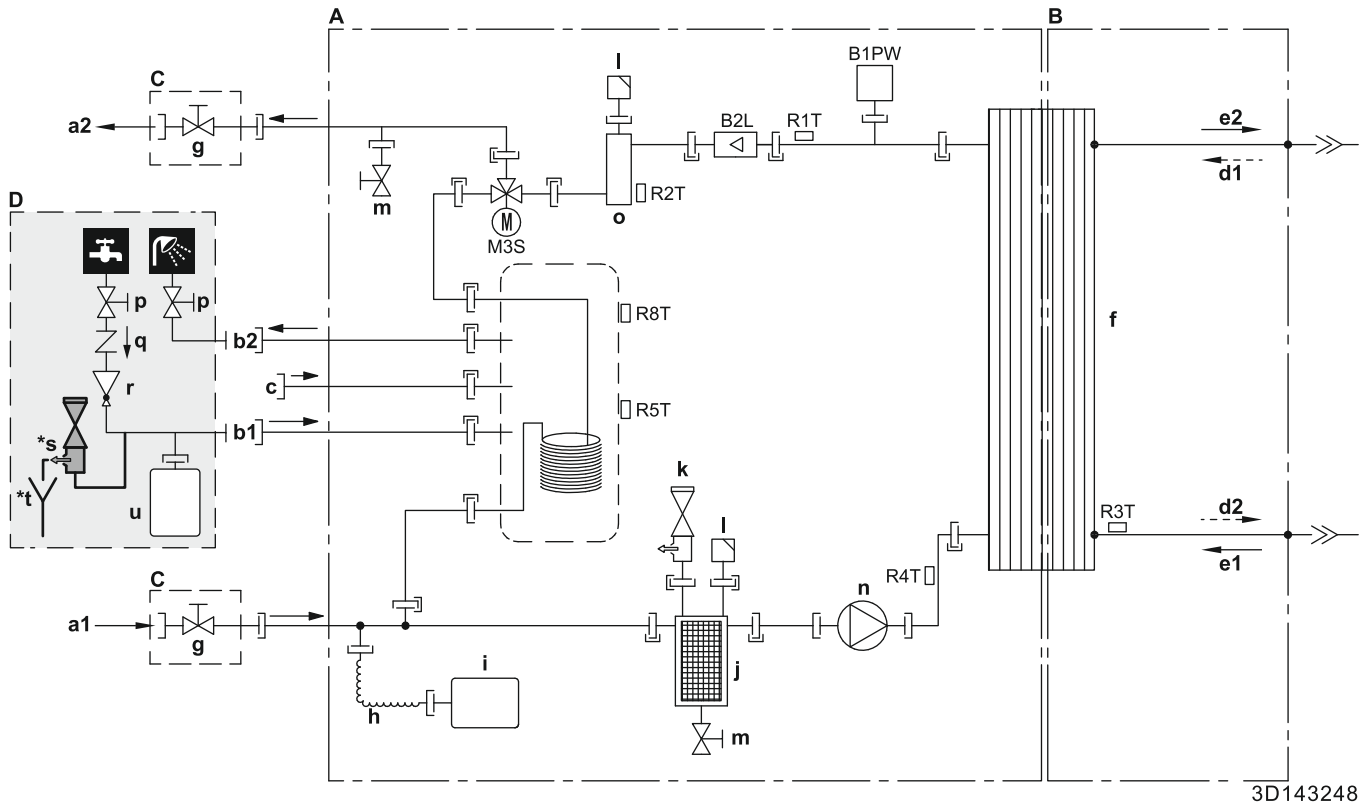 A
B
B1PW
C
l
a2
g
B2L
R1T
e2
d1
m
R2T
o
D
M
M3S
p
p
R8T
f
q
b2
r
c
R5T
b1
*s
k
*t
u
l
R3T
d2
e1
C
R4T
n
a1
g
i
j
h
m
3D143248